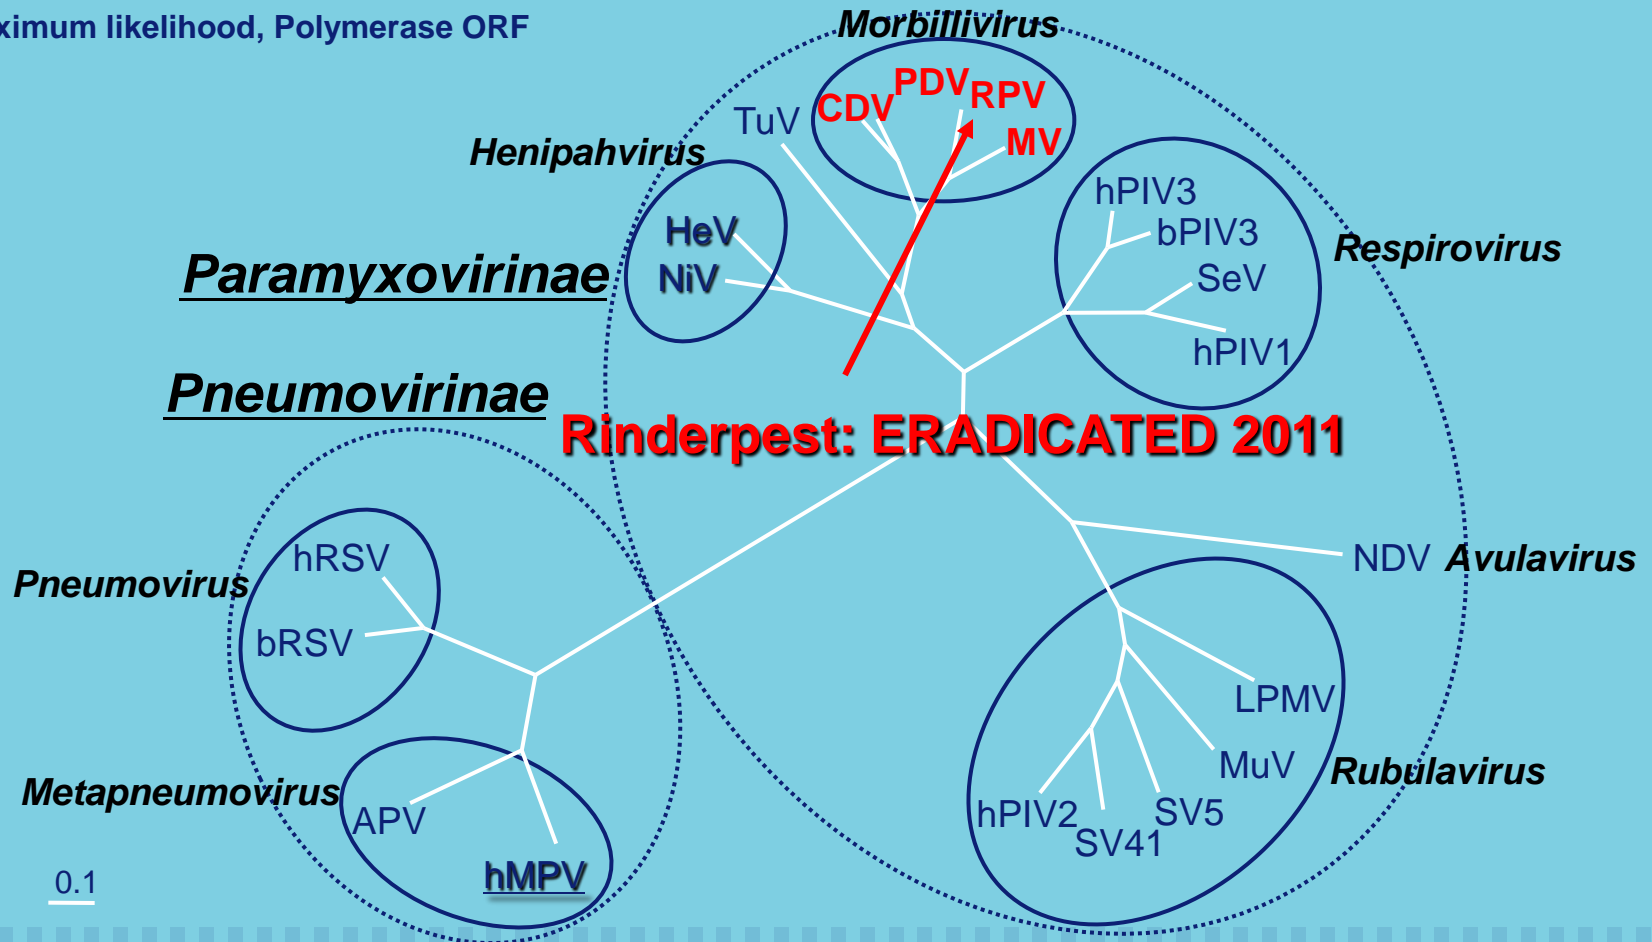 ximum likelihood, Polymerase ORF
Morbillivirus
PDV
RPV
CDV
TuV
MV
Henipahvirus
hPIV3
HeV
bPIV3
Respirovirus
Paramyxovirinae
NiV
SeV
hPIV1
Pneumovirinae
Rinderpest: ERADICATED 2011
hRSV
NDV
Avulavirus
Pneumovirus
bRSV
LPMV
MuV
Rubulavirus
Metapneumovirus
APV
hPIV2
SV5
SV41
hMPV
0.1